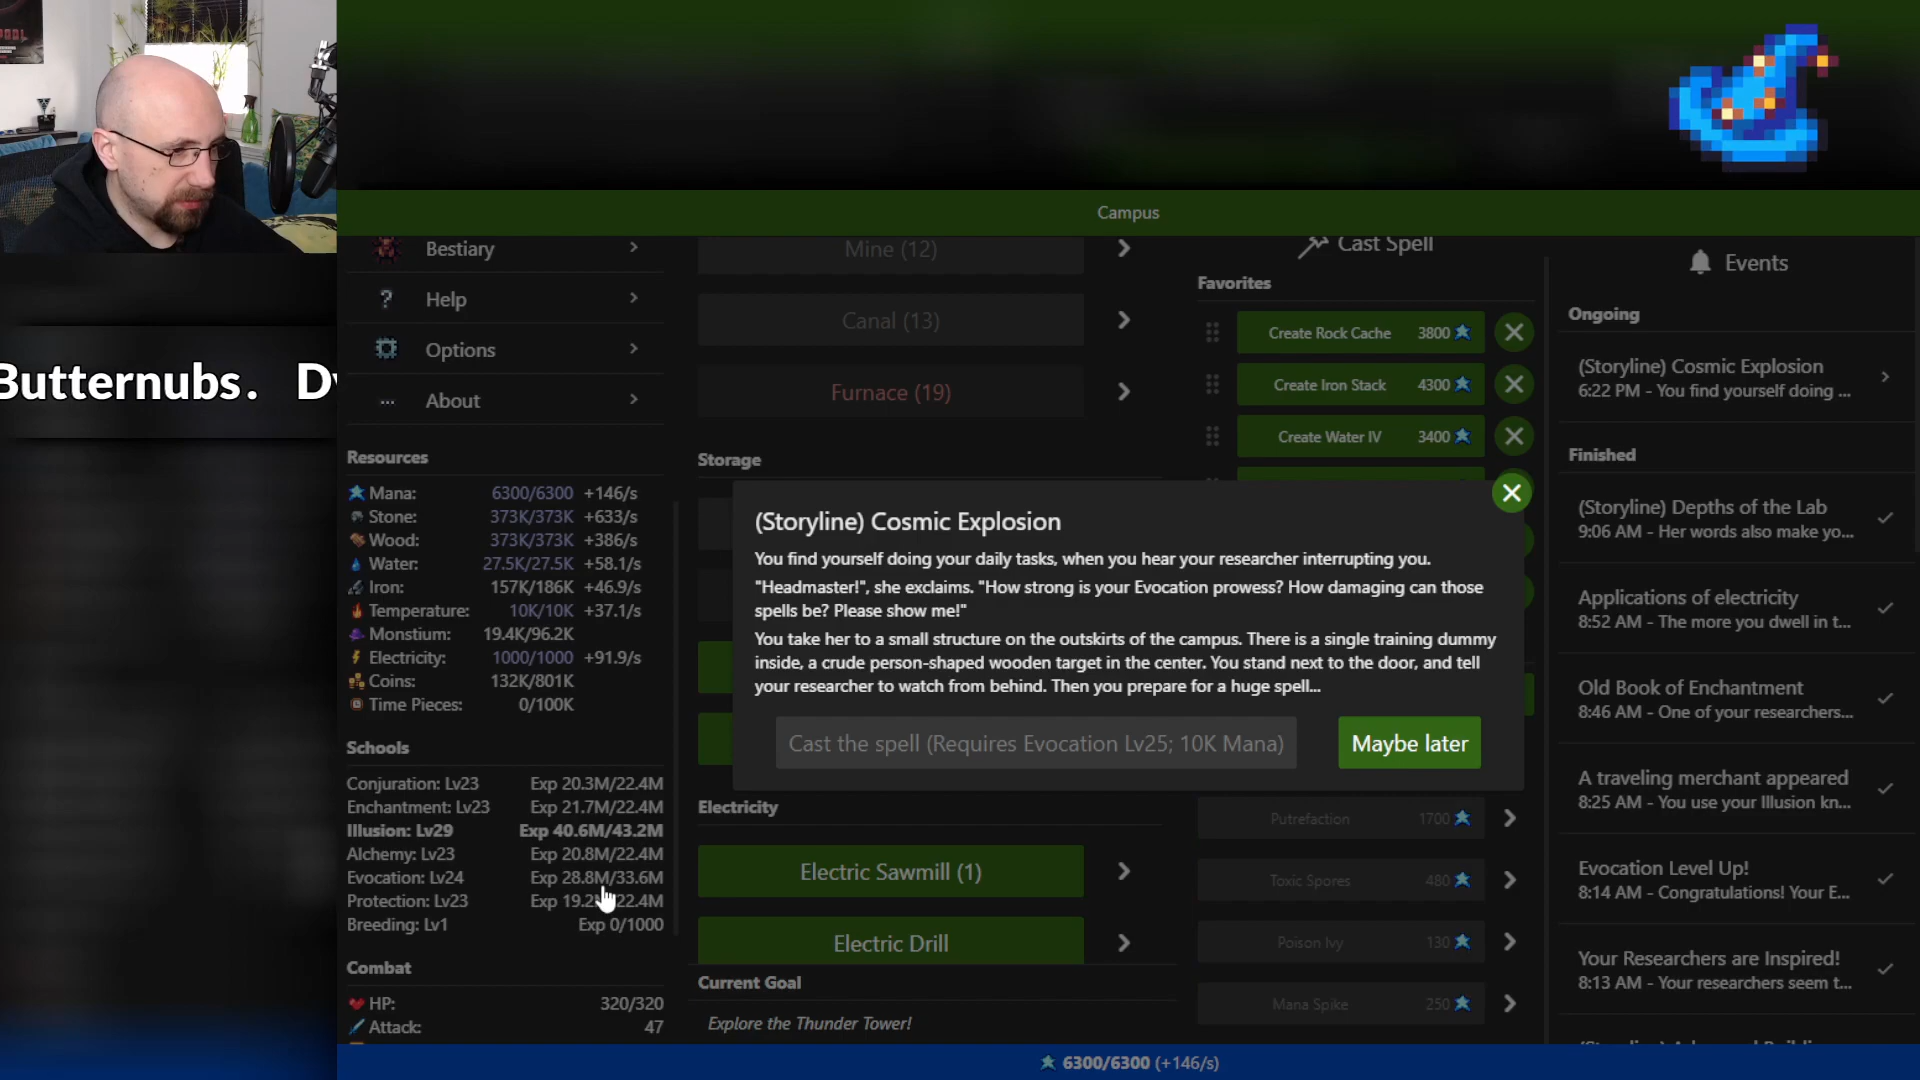 POOL
Butternubs. D
Campus
Bestiary
Help
Options
About
Resources
Mana: 6300/6300 +146/s
Stone: 373K/373K +633/s
Wood: 373K/373K +386/s
Water: 27.5K/27.5K +58.1/s
Iron: 157K/186K +46.9/s
Temperature: 10K/10K +37.1/s
Monstium: 19.4K/96.2K
Electricity: 1000/1000 +91.9/s
Coins: 132K/801K
Time Pieces: 0/100K
Schools
Conjuration: Lv23 Exp 20.3M/22.4M
Enchantment: Lv23 Exp 21.7M/22.4M
Illusion: Lv29 Exp 40.6M/43.2M
Alchemy: Lv23 Exp 20.8M/22.4M
Evocation: Lv24 Exp 28.8M/33.6M
Protection: Lv23 Exp 19.2 22.4M
Breeding: Lv1 Exp 0/1000
Combat
HP: 320/320
Attack: 47
Mine (12)
Canal (13)
Furnace (19)
Storage
Electricity
Electric Sawmill (1)
Electric Drill
Current Goal
Explore the Thunder Tower!
(Storyline) Cosmic Explosion
You find yourself doing your daily tasks, when you hear your researcher interrupting you.
"Headmaster!", she exclaims. "How strong is your Evocation prowess? How damaging can those
spells be? Please show me!"
You take her to a small structure on the outskirts of the campus. There is a single training dummy
inside, a crude person-shaped wooden target in the center. You stand next to the door, and tell
your researcher to watch from behind. Then you prepare for a huge spell...
Cast the spell (Requires Evocation Lv25; 10K Mana)
Maybe later
Cast Spell
Favorites
Create Rock Cache 3800
Create Iron Stack 4300
Create Water IV 3400
Putrefaction 1700
Toxic Spores 480
Poison Ivy 130
Mana Spike 250
Events
Ongoing
(Storyline) Cosmic Explosion
6:22 PM - You find yourself doing ...
Finished
(Storyline) Depths of the Lab
9:06 AM - Her words also make yo...
Applications of electricity
8:52 AM - The more you dwell in t...
Old Book of Enchantment
8:46 AM - One of your researchers...
A traveling merchant appeared
8:25 AM - You use your Illusion kn...
Evocation Level Up!
8:14 AM - Congratulations! Your E...
Your Researchers are Inspired!
8:13 AM - Your researchers seem t...
6300/6300 (+146/s)